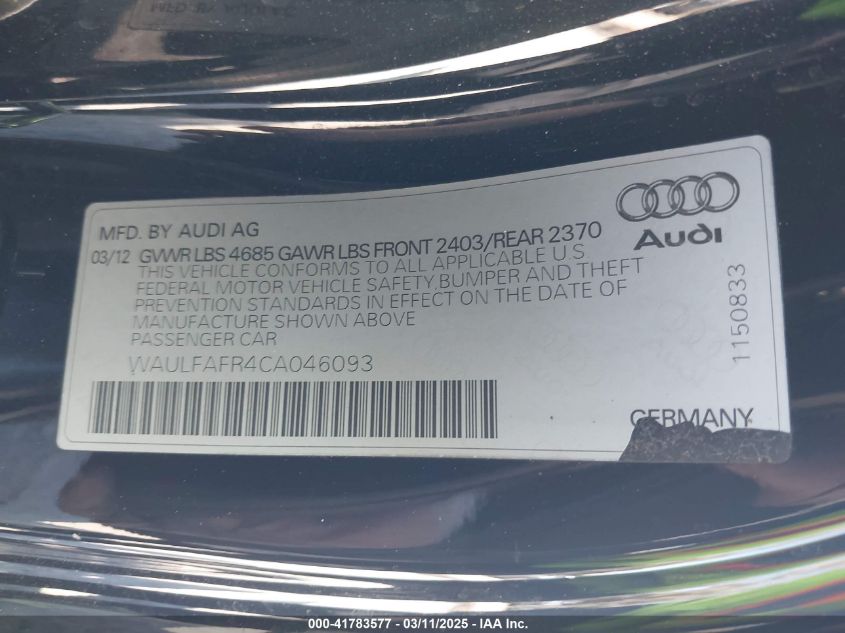 MFD. BY AUDI AG
03/12 GVWR LBS 4685 GAWR LBS FRONT 2403/REAR 2370
THIS VEHICLE CONFORMS TO ALL APPLICABLE U.S.
FEDERAL MOTOR VEHICLE SAFETY,BUMPER AND THEFT
PREVENTION STANDARDS IN EFFECT ON THE DATE OF
MANUFACTURE SHOWN ABOVE
PASSENGER CAR
WAULFAFR4CA046093
Audi
1150833
GERMANY
000-41783577 - 03/11/2025 - IAA Inc.